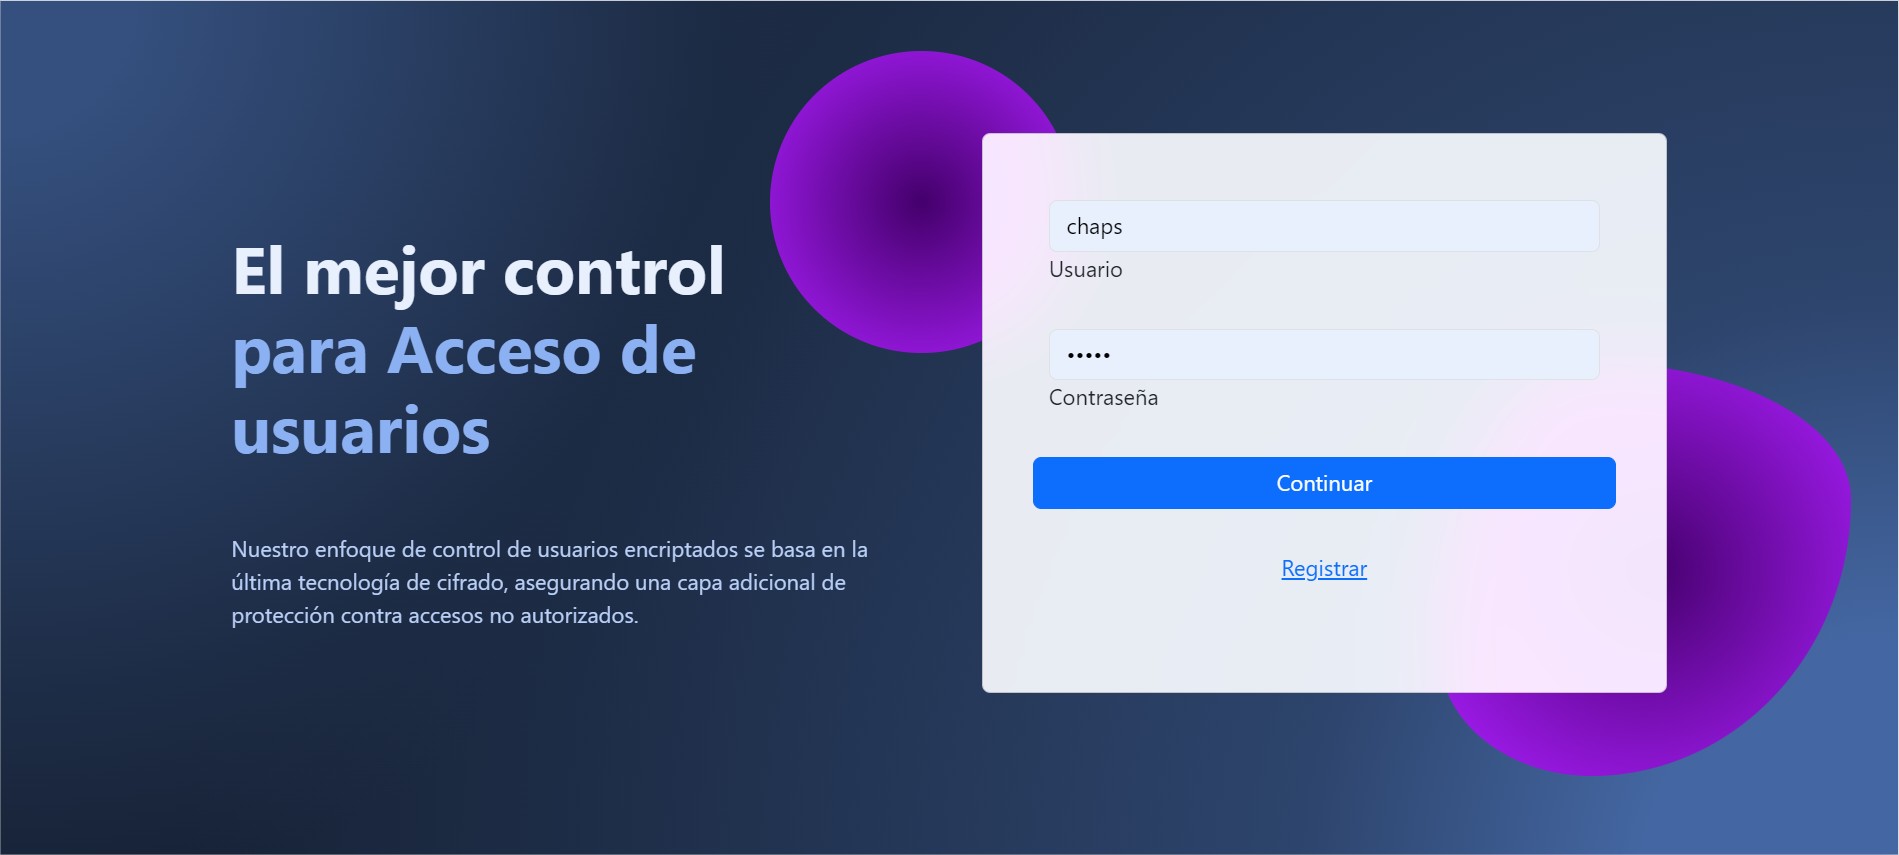 El mejor control
para Acceso de
usuarios
Nuestro enfoque de control de usuarios encriptados se basa en la
última tecnología de cifrado, asegurando una capa adicional de
protección contra accesos no autorizados.
chaps
Usuario
•••••
Contraseña
Continuar
Registrar